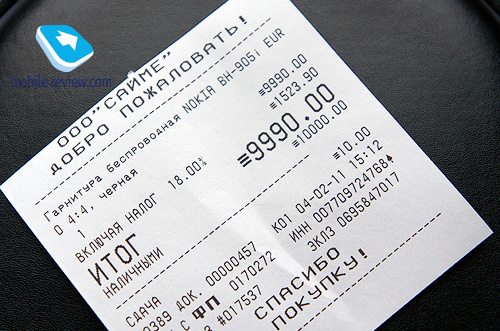 mobile-review.com
ООО "САЙМЕ"
ДОБРО ПОЖАЛОВАТЬ!
Гарнитура беспроводная NOKIA BH-905i EUR
О 4:4, черная
1 ≡9990.00
ВКЛЮЧАЯ НАЛОГ 18.00% ≡1523.90
ИТОГ ≡9990.00
НАЛИЧНЫМИ ≡10000.00
СДАЧА ≡10.00
0389 ДОК. 00000457 К01 04-02-11 15:12
С ФП 0170272 ИНН 007709724768
#017537 ЭКЛЗ 0695847017
СПАСИБО
ПОКУПКУ!